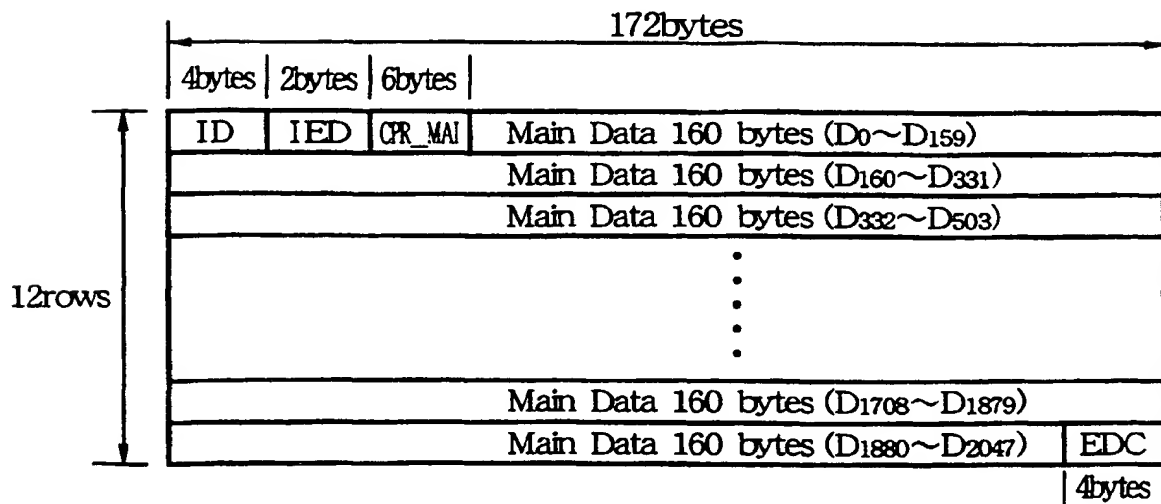 172bytes
4bytes 2bytes 6bytes
ID IED CPR_MAI Main Data 160 bytes (D0~D159)
Main Data 160 bytes (D160~D331)
Main Data 160 bytes (D332~D503)
12rows
Main Data 160 bytes (D1708~D1879)
Main Data 160 bytes (D1880~D2047) EDC
4bytes